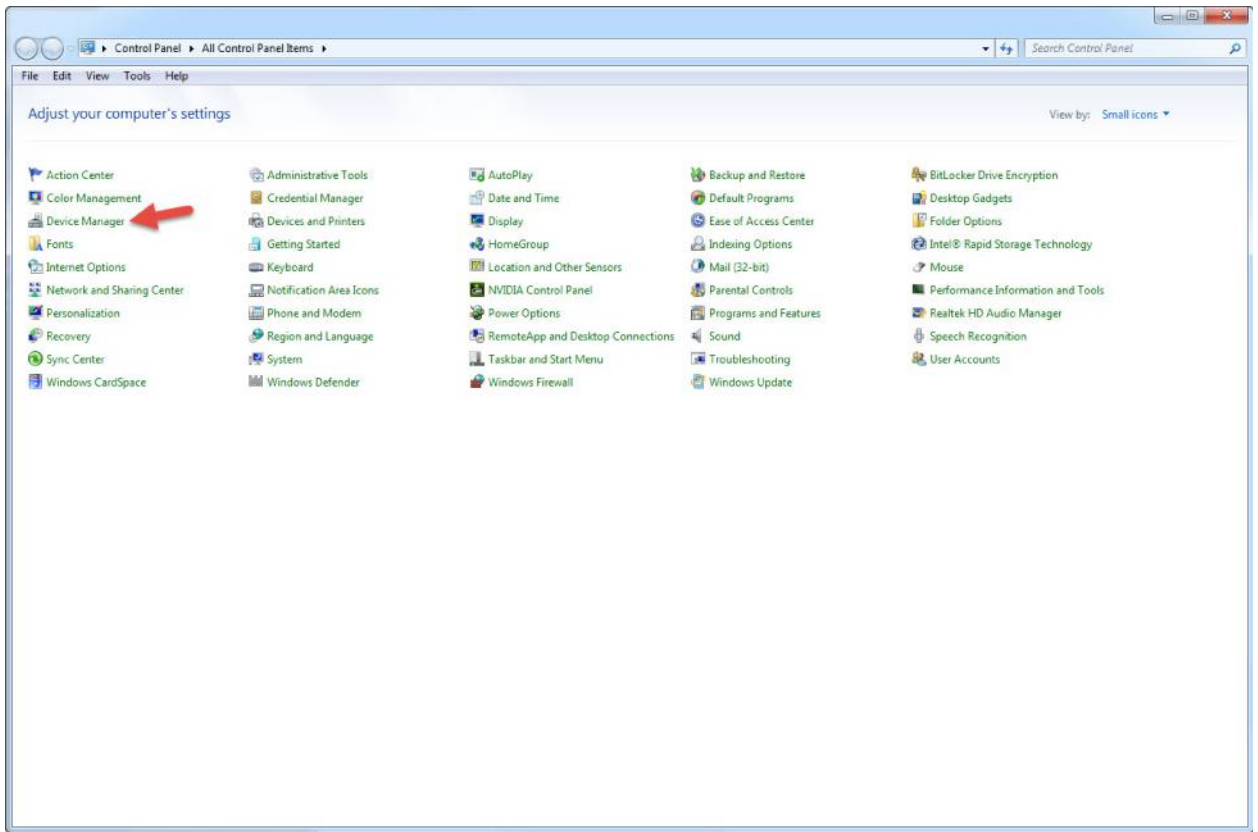 Control Panel All Control Panel Items Search Control Panel
File Edit View Tools Help
Adjust your computer's settings View by: Small icons
Action Center Administrative Tools AutoPlay Backup and Restore BitLocker Drive Encryption
Color Management Credential Manager Date and Time Default Programs Desktop Gadgets
Device Manager Devices and Printers Display Ease of Access Center Folder Options
Fonts Getting Started HomeGroup Indexing Options Intel® Rapid Storage Technology
Internet Options Keyboard Location and Other Sensors Mail (32-bit) Mouse
Network and Sharing Center Notification Area Icons NVIDIA Control Panel Parental Controls Performance Information and Tools
Personalization Phone and Modem Power Options Programs and Features Realtek HD Audio Manager
Recovery Region and Language RemoteApp and Desktop Connections Sound Speech Recognition
Sync Center System Taskbar and Start Menu Troubleshooting User Accounts
Windows CardSpace Windows Defender Windows Firewall Windows Update